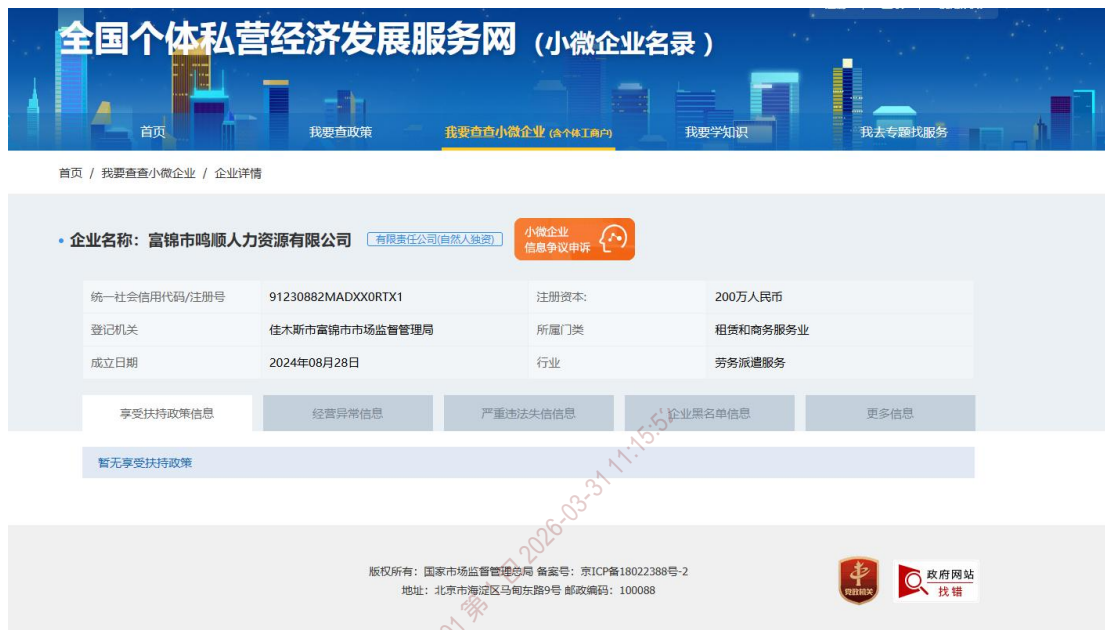 全国个体私营经济发展服务网（小微企业名录）
首页 我要查政策 我要查查小微企业 (含个体工商户) 我要学知识 我去专题找服务
首页 / 我要查查小微企业 / 企业详情
• 企业名称：富锦市鸣顺人力资源有限公司 有限责任公司(自然人独资) 小微企业
信息争议申诉
统一社会信用代码/注册号 91230882MADXX0RTX1 注册资本: 200万人民币
登记机关 佳木斯市富锦市市场监督管理局 所属门类 租赁和商务服务业
成立日期 2024年08月28日 行业 劳务派遣服务
享受扶持政策信息 经营异常信息 严重违法失信信息 企业黑名单信息 更多信息
暂无享受扶持政策
版权所有：国家市场监督管理总局 备案号：京ICP备18022388号-2
地址：北京市海淀区马甸东路9号 邮政编码：100088
党政机关
政府网站
找错
2026-03-31 11:15:5